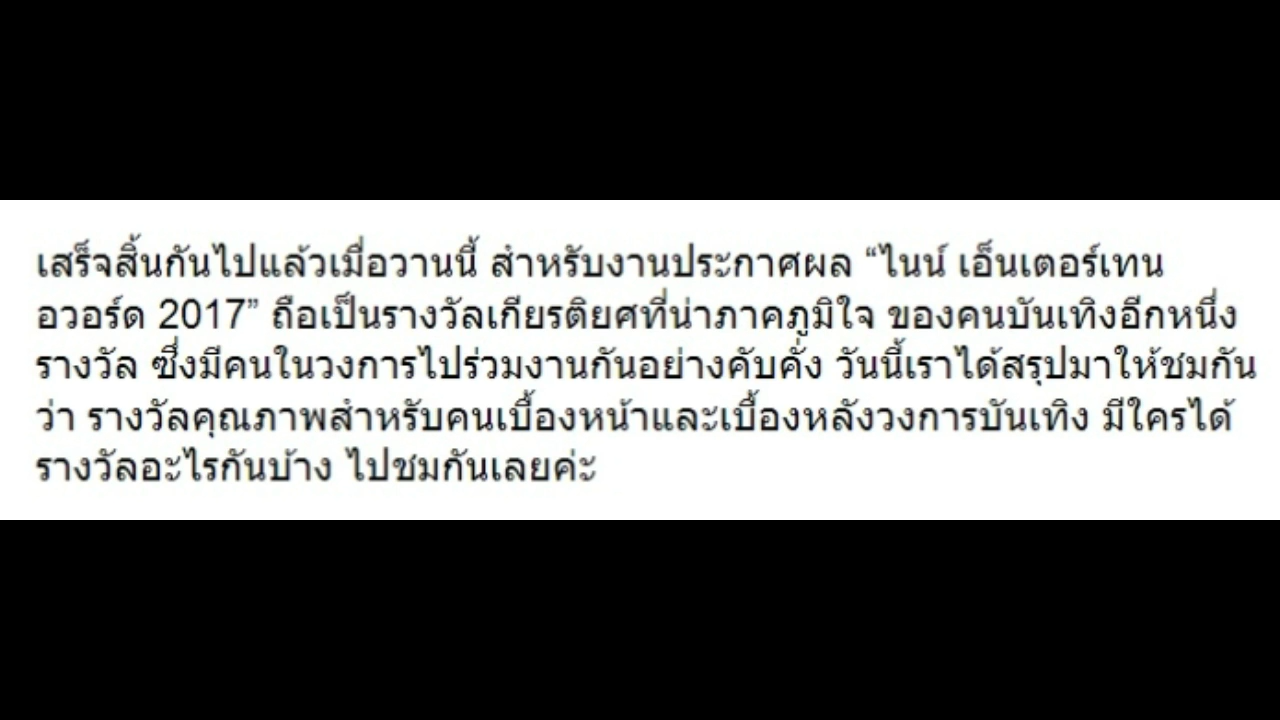 เสร็จสิ้นกันไปแล้วเมื่อวานนี้ สำหรับงานประกาศผล “ไนน์ เอ็นเตอร์เทน
อวอร์ด 2017” ถือเป็นรางวัลเกียรติยศที่น่าภาคภูมิใจ ของคนบันเทิงอีกหนึ่ง
รางวัล ซึ่งมีคนในวงการไปร่วมงานกันอย่างคับคั่ง วันนี้เราได้สรุปมาให้ชมกัน
ว่า รางวัลคุณภาพสำหรับคนเบื้องหน้าและเบื้องหลังวงการบันเทิง มีใครได้
รางวัลอะไรกันบ้าง ไปชมกันเลยค่ะ